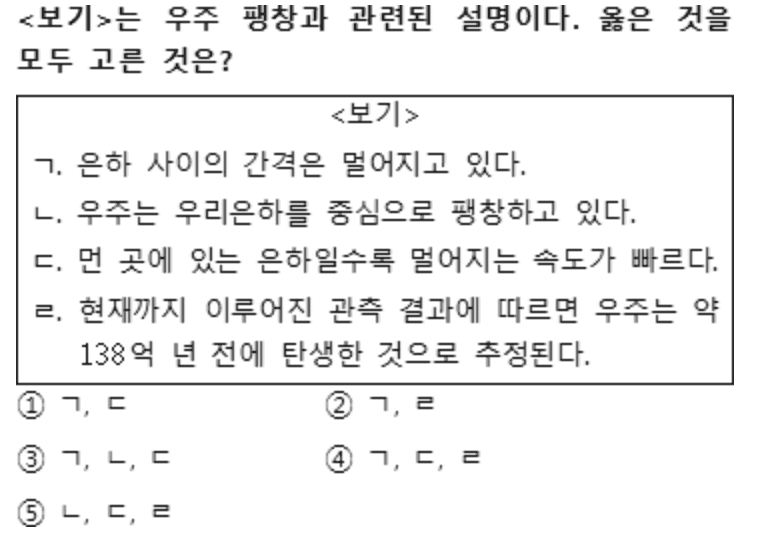 <보기>는 우주 팽창과 관련된 설명이다. 옳은 것을
모두 고른 것은?
<보기>
ㄱ. 은하 사이의 간격은 멀어지고 있다.
ㄴ. 우주는 우리은하를 중심으로 팽창하고 있다.
ㄷ. 먼 곳에 있는 은하일수록 멀어지는 속도가 빠르다.
ㄹ. 현재까지 이루어진 관측 결과에 따르면 우주는 약
138억 년 전에 탄생한 것으로 추정된다.
① ㄱ, ㄷ ② ㄱ, ㄹ
③ ㄱ, ㄴ, ㄷ ④ ㄱ, ㄷ, ㄹ
⑤ ㄴ, ㄷ, ㄹ